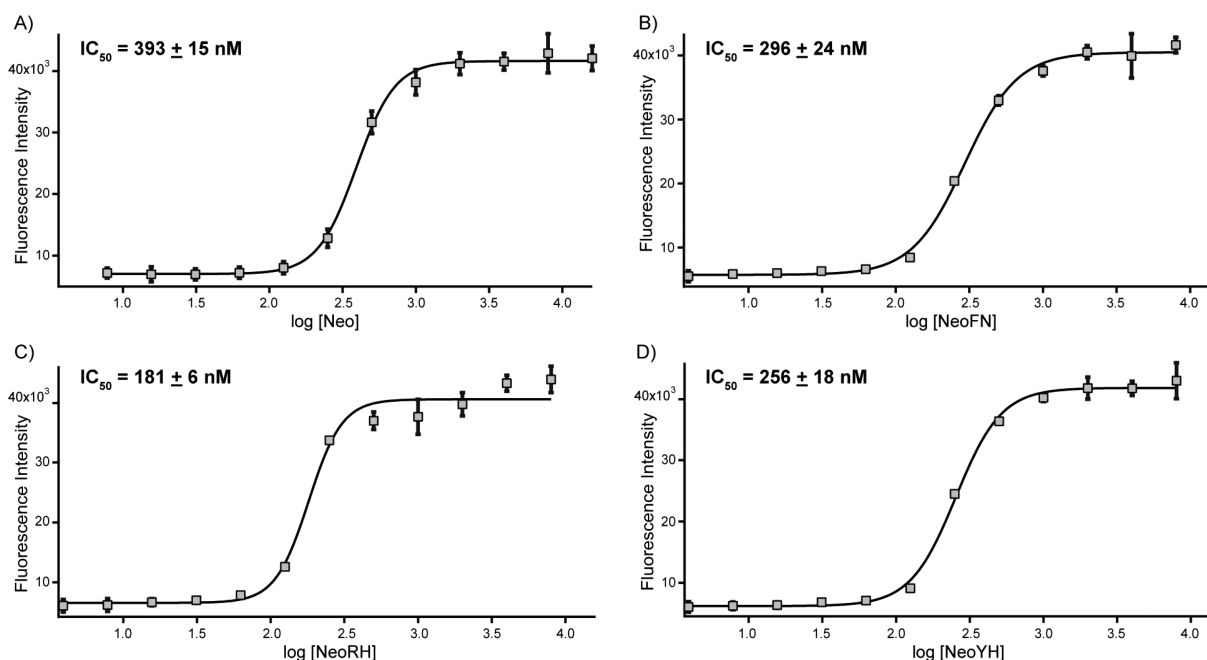 A)
IC50 = 393 ± 15 nM
Fluorescence Intensity
40x10³
30
20
10
1.0 1.5 2.0 2.5 3.0 3.5 4.0
log [Neo]
B)
IC50 = 296 ± 24 nM
Fluorescence Intensity
40x10³
30
20
10
1.0 1.5 2.0 2.5 3.0 3.5 4.0
log [NeoFN]
C)
IC50 = 181 ± 6 nM
Fluorescence Intensity
40x10³
30
20
10
1.0 1.5 2.0 2.5 3.0 3.5 4.0
log [NeoRH]
D)
IC50 = 256 ± 18 nM
Fluorescence Intensity
40x10³
30
20
10
1.0 1.5 2.0 2.5 3.0 3.5 4.0
log [NeoYH]